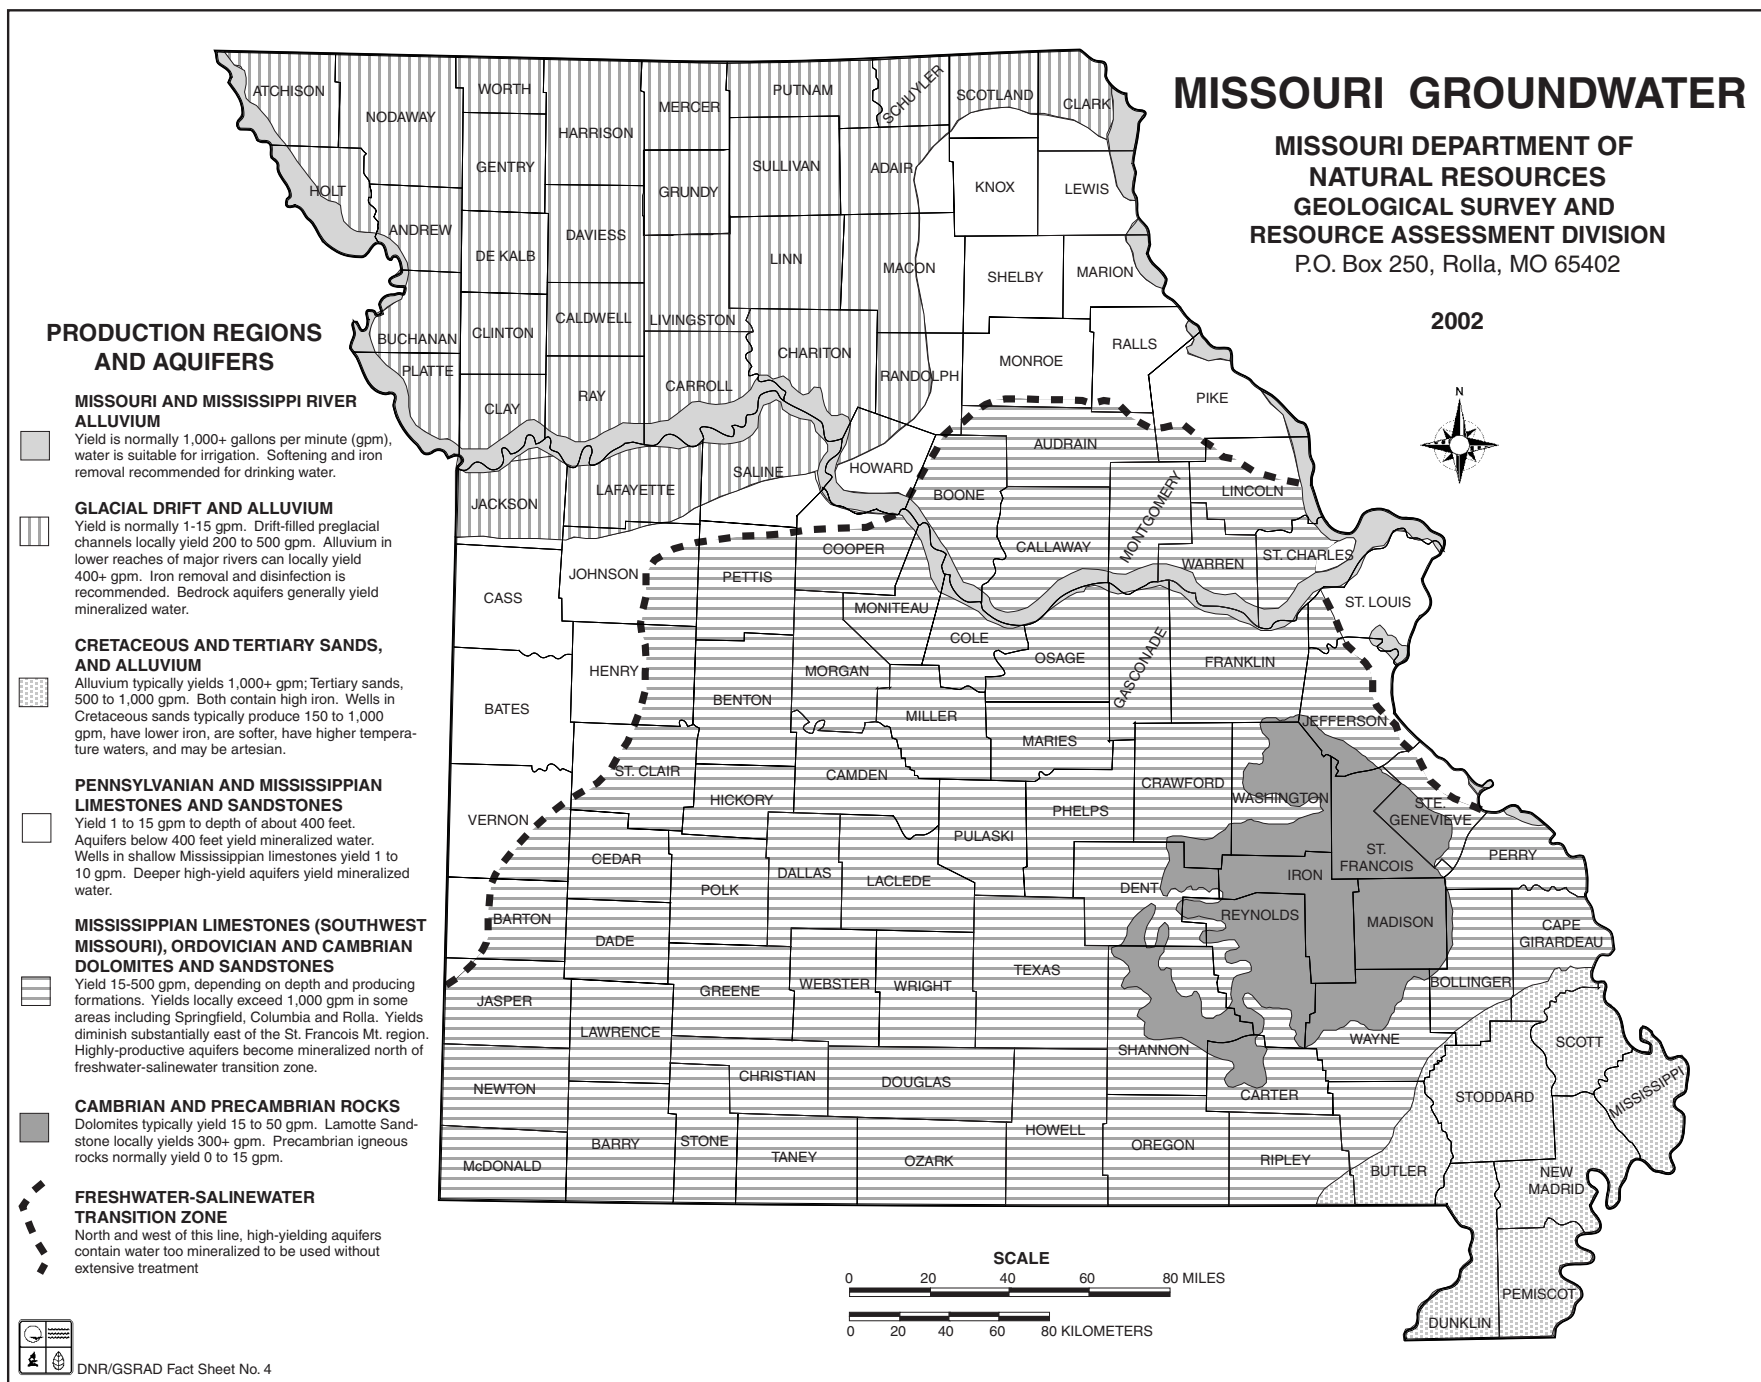 MISSOURI GROUNDWATER
MISSOURI DEPARTMENT OF
NATURAL RESOURCES
GEOLOGICAL SURVEY AND
RESOURCE ASSESSMENT DIVISION
P.O. Box 250, Rolla, MO 65402
2002
N
PRODUCTION REGIONS
AND AQUIFERS
MISSOURI AND MISSISSIPPI RIVER
ALLUVIUM
Yield is normally 1,000+ gallons per minute (gpm),
water is suitable for irrigation. Softening and iron
removal recommended for drinking water.
GLACIAL DRIFT AND ALLUVIUM
Yield is normally 1-15 gpm. Drift-filled preglacial
channels locally yield 200 to 500 gpm. Alluvium in
lower reaches of major rivers can locally yield
400+ gpm. Iron removal and disinfection is
recommended. Bedrock aquifers generally yield
mineralized water.
CRETACEOUS AND TERTIARY SANDS,
AND ALLUVIUM
Alluvium typically yields 1,000+ gpm; Tertiary sands,
500 to 1,000 gpm. Both contain high iron. Wells in
Cretaceous sands typically produce 150 to 1,000
gpm, have lower iron, are softer, have higher tempera-
ture waters, and may be artesian.
PENNSYLVANIAN AND MISSISSIPPIAN
LIMESTONES AND SANDSTONES
Yield 1 to 15 gpm to depth of about 400 feet.
Aquifers below 400 feet yield mineralized water.
Wells in shallow Mississippian limestones yield 1 to
10 gpm. Deeper high-yield aquifers yield mineralized
water.
MISSISSIPPIAN LIMESTONES (SOUTHWEST
MISSOURI), ORDOVICIAN AND CAMBRIAN
DOLOMITES AND SANDSTONES
Yield 15-500 gpm, depending on depth and producing
formations. Yields locally exceed 1,000 gpm in some
areas including Springfield, Columbia and Rolla. Yields
diminish substantially east of the St. Francois Mt. region.
Highly-productive aquifers become mineralized north of
freshwater-salinewater transition zone.
CAMBRIAN AND PRECAMBRIAN ROCKS
Dolomites typically yield 15 to 50 gpm. Lamotte Sand-
stone locally yields 300+ gpm. Precambrian igneous
rocks normally yield 0 to 15 gpm.
FRESHWATER-SALINEWATER
TRANSITION ZONE
North and west of this line, high-yielding aquifers
contain water too mineralized to be used without
extensive treatment
DNR/GSRAD Fact Sheet No. 4
ATCHISON
NODAWAY
WORTH
HARRISON
MERCER
PUTNAM
SCHUYLER
SCOTLAND
CLARK
HOLT
GENTRY
GRUNDY
SULLIVAN
ADAIR
KNOX
LEWIS
ANDREW
DE KALB
DAVIESS
LINN
MACON
SHELBY
MARION
BUCHANAN
CLINTON
CALDWELL
LIVINGSTON
CHARITON
RANDOLPH
MONROE
RALLS
PLATTE
CLAY
RAY
CARROLL
PIKE
JACKSON
LAFAYETTE
SALINE
HOWARD
BOONE
AUDRAIN
MONTGOMERY
LINCOLN
CASS
JOHNSON
PETTIS
COOPER
CALLAWAY
WARREN
ST. CHARLES
ST. LOUIS
MONITEAU
COLE
OSAGE
GASCONADE
FRANKLIN
BATES
HENRY
BENTON
MORGAN
MILLER
MARIES
JEFFERSON
ST. CLAIR
HICKORY
CAMDEN
PHELPS
CRAWFORD
WASHINGTON
STE.
GENEVIEVE
VERNON
CEDAR
POLK
DALLAS
LACLEDE
PULASKI
DENT
IRON
ST.
FRANCOIS
PERRY
BARTON
DADE
REYNOLDS
MADISON
CAPE
GIRARDEAU
JASPER
LAWRENCE
GREENE
WEBSTER
WRIGHT
TEXAS
SHANNON
WAYNE
BOLLINGER
SCOTT
NEWTON
CHRISTIAN
DOUGLAS
CARTER
STODDARD
MISSISSIPPI
McDONALD
BARRY
STONE
TANEY
OZARK
HOWELL
OREGON
RIPLEY
BUTLER
NEW
MADRID
DUNKLIN
PEMISCOT
SCALE
0 20 40 60 80 MILES
0 20 40 60 80 KILOMETERS